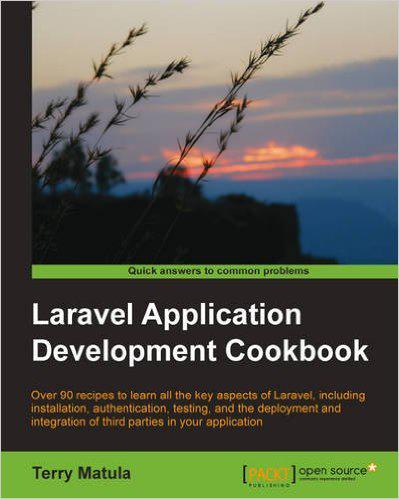 Quick answers to common problems
Laravel Application
Development Cookbook
Over 90 recipes to learn all the key aspects of Laravel, including
installation, authentication, testing, and the deployment and
integration of third parties in your application
Terry Matula
[PACKT] open source*
PUBLISHING community experience distilled